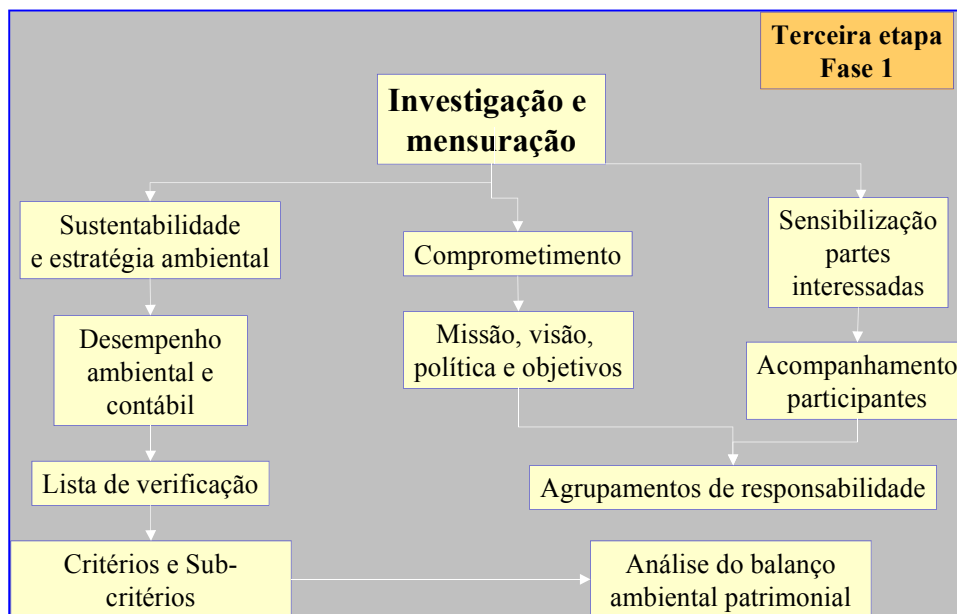 Terceira etapa
Fase 1
Investigação e
mensuração
Sustentabilidade
e estratégia ambiental
Comprometimento
Sensibilização
partes
interessadas
Desempenho
ambiental e
contábil
Missão, visão,
política e objetivos
Acompanhamento
participantes
Lista de verificação
Agrupamentos de responsabilidade
Critérios e Sub-
critérios
Análise do balanço
ambiental patrimonial